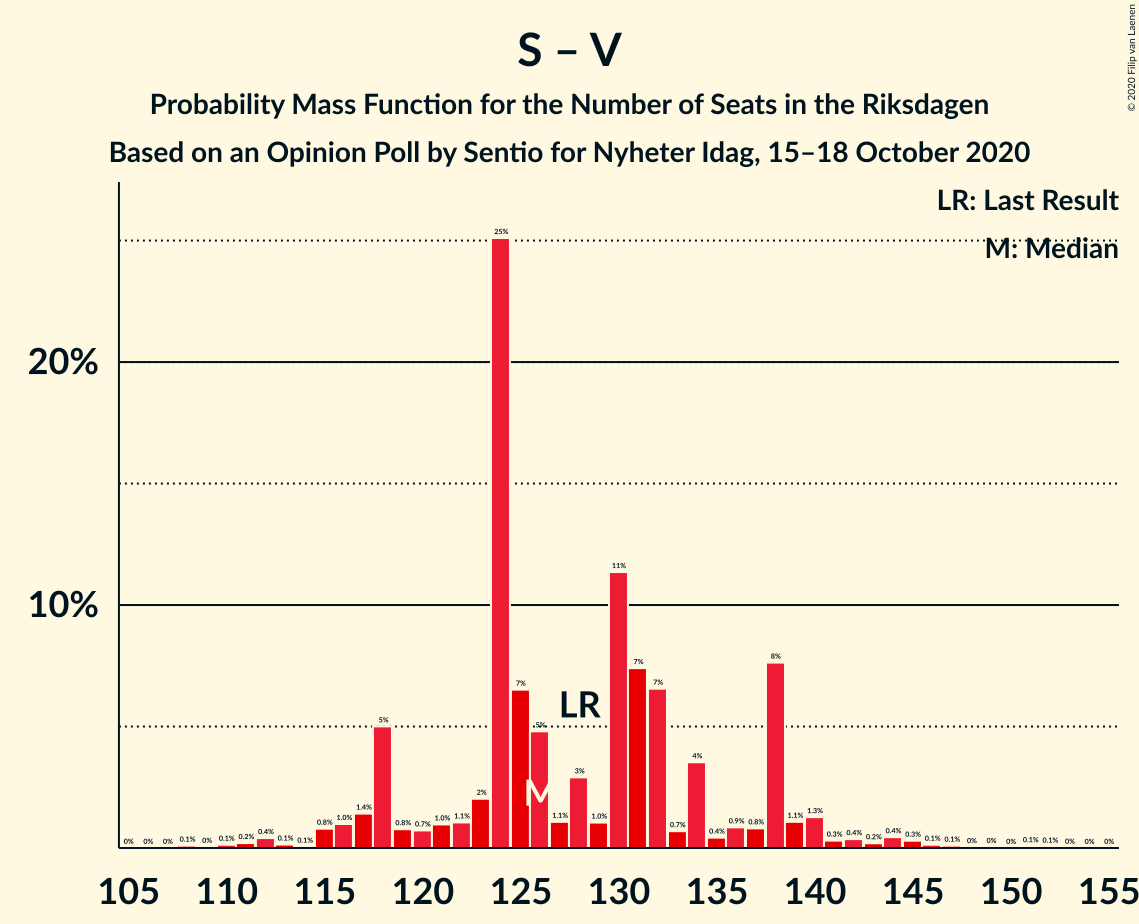 © 2020 Filip van Laenen
S – V
Probability Mass Function for the Number of Seats in the Riksdagen
Based on an Opinion Poll by Sentio for Nyheter Idag, 15–18 October 2020
LR: Last Result
M: Median
20%
10%
LR
M
0% 0% 0% 0.1% 0% 0.1% 0.2% 0.4% 0.1% 0.1% 0.8% 1.0% 1.4% 5% 0.8% 0.7% 1.0% 1.1% 2% 25% 7% 5% 1.1% 3% 1.0% 11% 7% 7% 0.7% 4% 0.4% 0.9% 0.8% 8% 1.1% 1.3% 0.3% 0.4% 0.2% 0.4% 0.3% 0.1% 0.1% 0% 0% 0% 0.1% 0.1% 0% 0% 0%
105 110 115 120 125 130 135 140 145 150 155